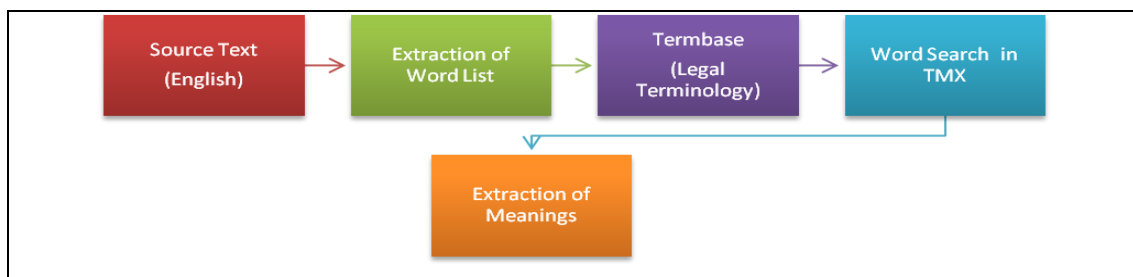 Source Text
(English)
Extraction of
Word List
Termbase
(Legal
Terminology)
Word Search in
TMX
Extraction of
Meanings